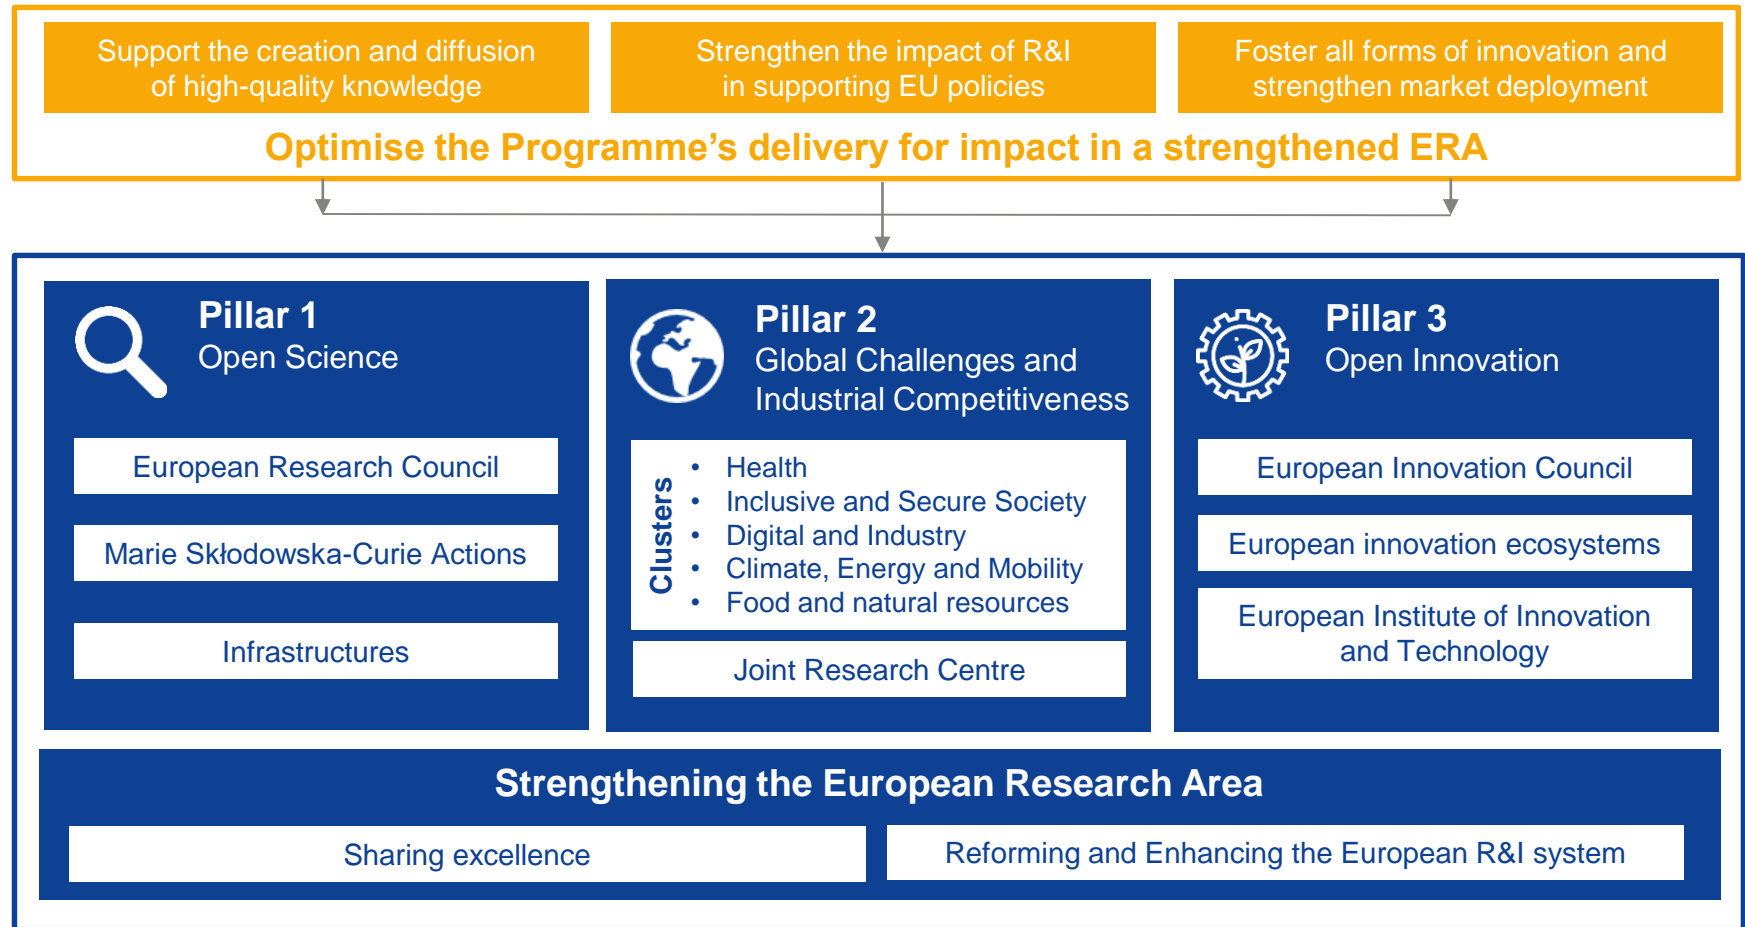 Support the creation and diffusion
of high-quality knowledge
Strengthen the impact of R&I
in supporting EU policies
Foster all forms of innovation and
strengthen market deployment
Optimise the Programme’s delivery for impact in a strengthened ERA
Pillar 1
Open Science
European Research Council
Marie Skłodowska-Curie Actions
Infrastructures
Pillar 2
Global Challenges and
Industrial Competitiveness
Clusters
• Health
• Inclusive and Secure Society
• Digital and Industry
• Climate, Energy and Mobility
• Food and natural resources
Joint Research Centre
Pillar 3
Open Innovation
European Innovation Council
European innovation ecosystems
European Institute of Innovation
and Technology
Strengthening the European Research Area
Sharing excellence
Reforming and Enhancing the European R&I system